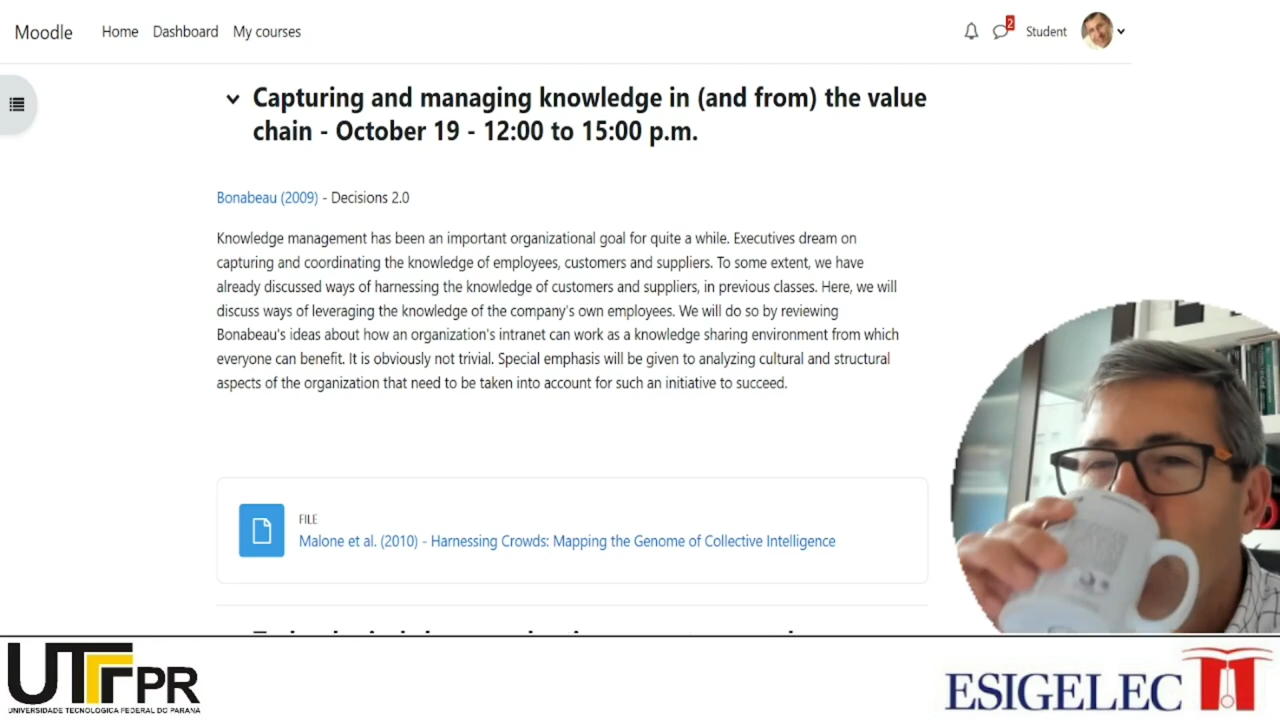 Moodle
Home
Dashboard
My courses
2
Student
Capturing and managing knowledge in (and from) the value
chain - October 19 - 12:00 to 15:00 p.m.
Bonabeau (2009) - Decisions 2.0
Knowledge management has been an important organizational goal for quite a while. Executives dream on
capturing and coordinating the knowledge of employees, customers and suppliers. To some extent, we have
already discussed ways of harnessing the knowledge of customers and suppliers, in previous classes. Here, we will
discuss ways of leveraging the knowledge of the company's own employees. We will do so by reviewing
Bonabeau's ideas about how an organization's intranet can work as a knowledge sharing environment from which
everyone can benefit. It is obviously not trivial. Special emphasis will be given to analyzing cultural and structural
aspects of the organization that need to be taken into account for such an initiative to succeed.
FILE
Malone et al. (2010) - Harnessing Crowds: Mapping the Genome of Collective Intelligence
UTFPR
UNIVERSIDADE TECNOLÓGICA FEDERAL DO PARANÁ
ESIGELEC